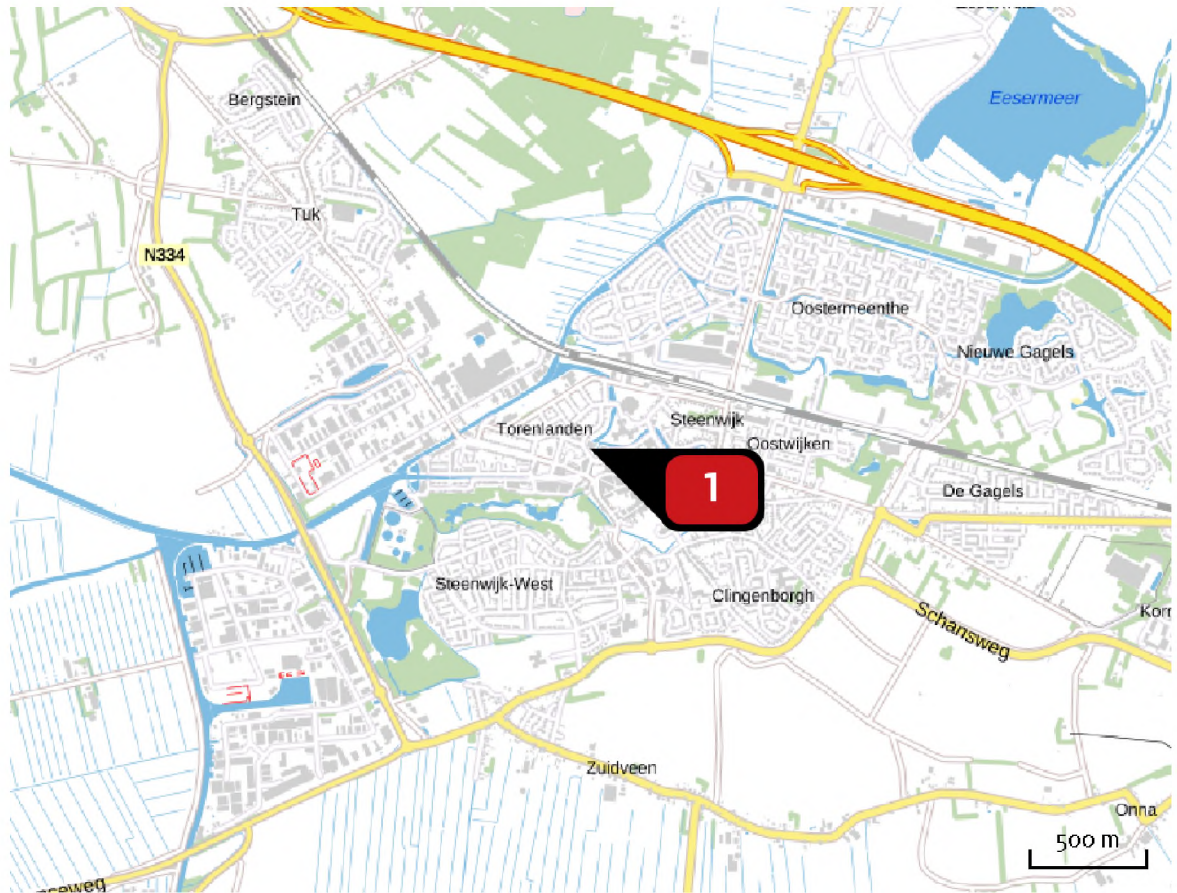 Bergstein
Eesermeer
Tuk
N334
Oostermeenthe
Nieuwe Gagels
Steenwijk
Torenlanden
Oostwijken
1
De Gagels
Steenwijk-West
Clingenborgh
Schansweg
Zuidveen
Onna
500 m